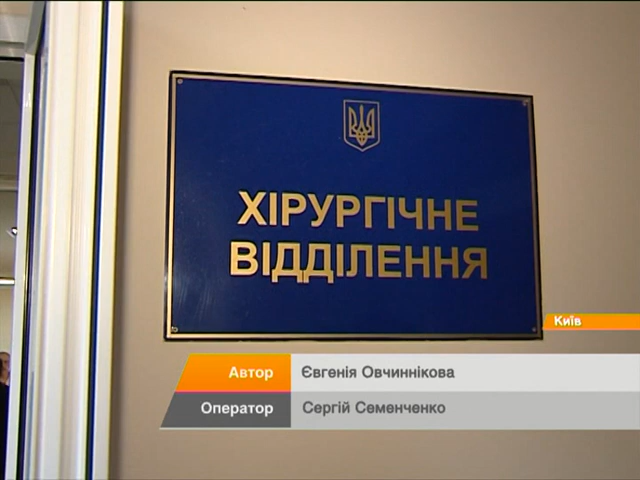 ХІРУРГІЧНЕ
ВІДДІЛЕННЯ
Київ
Автор Євгенія Овчиннікова
Оператор Сергій Семенченко